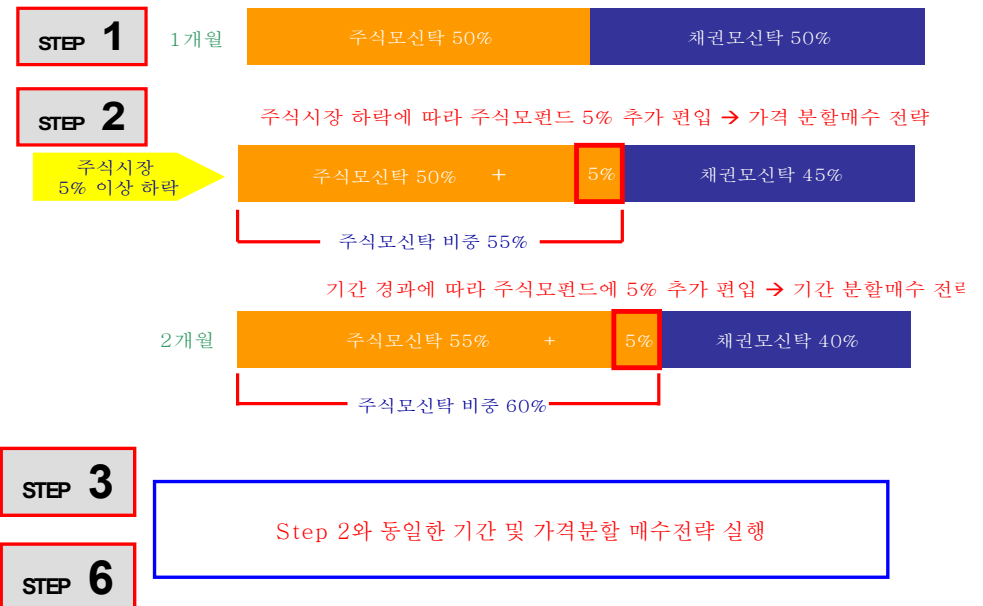 STEP 1
1개월
주식모신탁 50%
채권모신탁 50%
STEP 2
주식시장 하락에 따라 주식모펀드 5% 추가 편입 → 가격 분할매수 전략
주식시장
5% 이상 하락
주식모신탁 50% + 5%
채권모신탁 45%
주식모신탁 비중 55%
기간 경과에 따라 주식모펀드에 5% 추가 편입 → 기간 분할매수 전략
2개월
주식모신탁 55% + 5%
채권모신탁 40%
주식모신탁 비중 60%
STEP 3
Step 2와 동일한 기간 및 가격분할 매수전략 실행
STEP 6